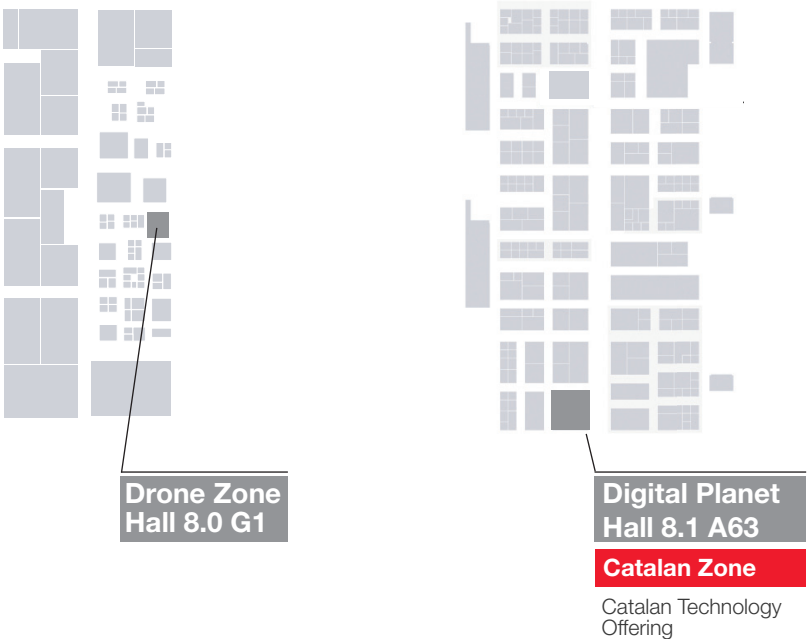 Drone Zone
Hall 8.0 G1
Digital Planet
Hall 8.1 A63
Catalan Zone
Catalan Technology
Offering